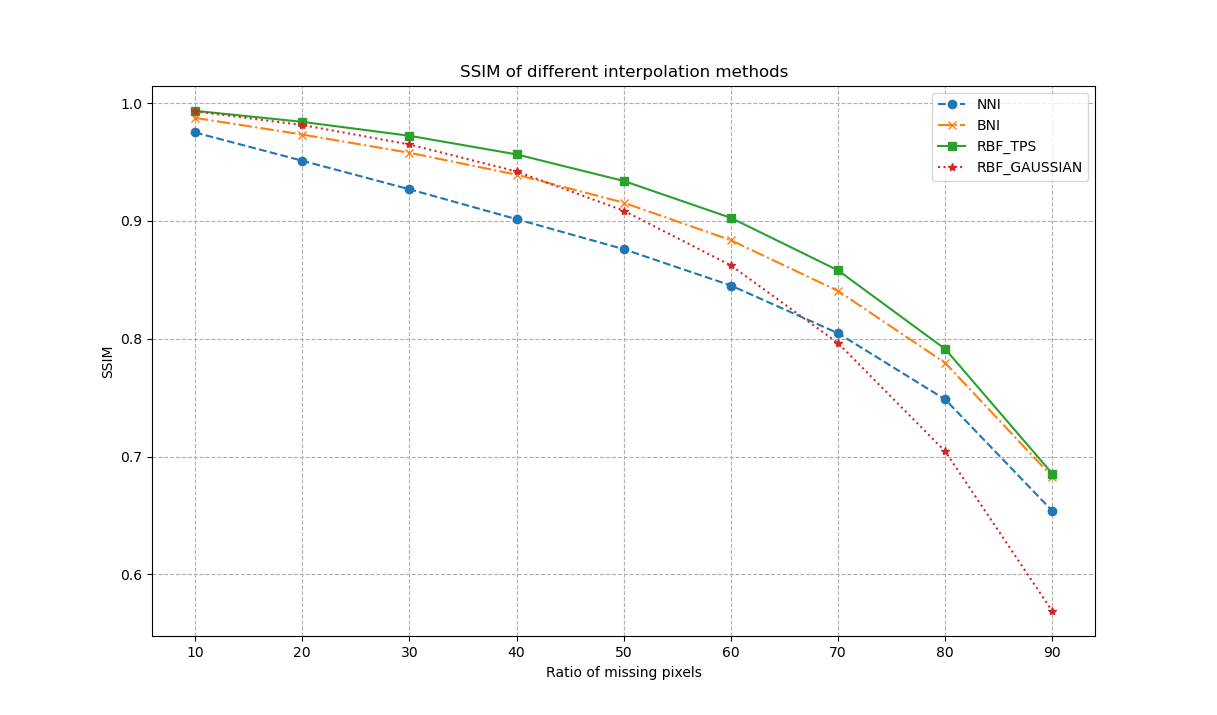 SSIM of different interpolation methods
NNI
BNI
RBF_TPS
RBF_GAUSSIAN
SSIM
1.0
0.9
0.8
0.7
0.6
10 20 30 40 50 60 70 80 90
Ratio of missing pixels